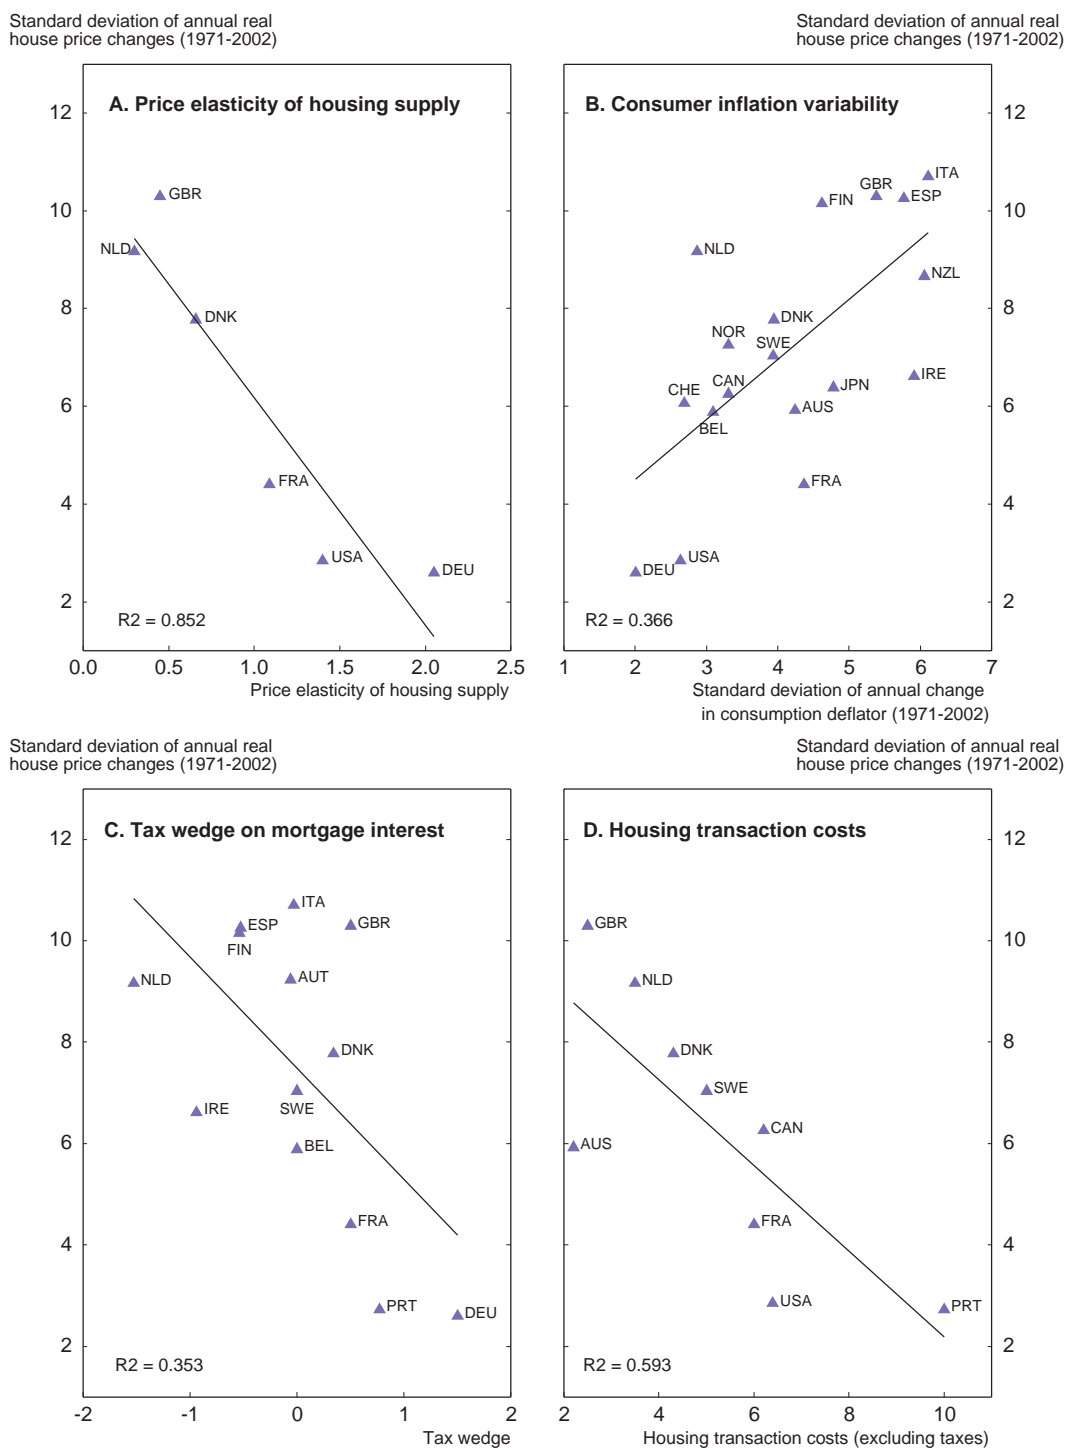 Standard deviation of annual real
house price changes (1971-2002)
Standard deviation of annual real
house price changes (1971-2002)
A. Price elasticity of housing supply
12
10
8
6
4
2
GBR
NLD
DNK
FRA
USA
DEU
R2 = 0.852
0.0 0.5 1.0 1.5 2.0 2.5
Price elasticity of housing supply
B. Consumer inflation variability
12
10
8
6
4
2
ITA
GBR
ESP
FIN
NLD
NZL
DNK
NOR
SWE
IRE
CAN
JPN
CHE
AUS
BEL
FRA
USA
DEU
R2 = 0.366
1 2 3 4 5 6 7
Standard deviation of annual change
in consumption deflator (1971-2002)
Standard deviation of annual real
house price changes (1971-2002)
Standard deviation of annual real
house price changes (1971-2002)
C. Tax wedge on mortgage interest
12
10
8
6
4
2
ITA
ESP
GBR
FIN
NLD
AUT
DNK
IRE
SWE
BEL
FRA
PRT
DEU
R2 = 0.353
-2 -1 0 1 2
Tax wedge
D. Housing transaction costs
12
10
8
6
4
2
GBR
NLD
DNK
SWE
CAN
AUS
FRA
USA
PRT
R2 = 0.593
2 4 6 8 10
Housing transaction costs (excluding taxes)